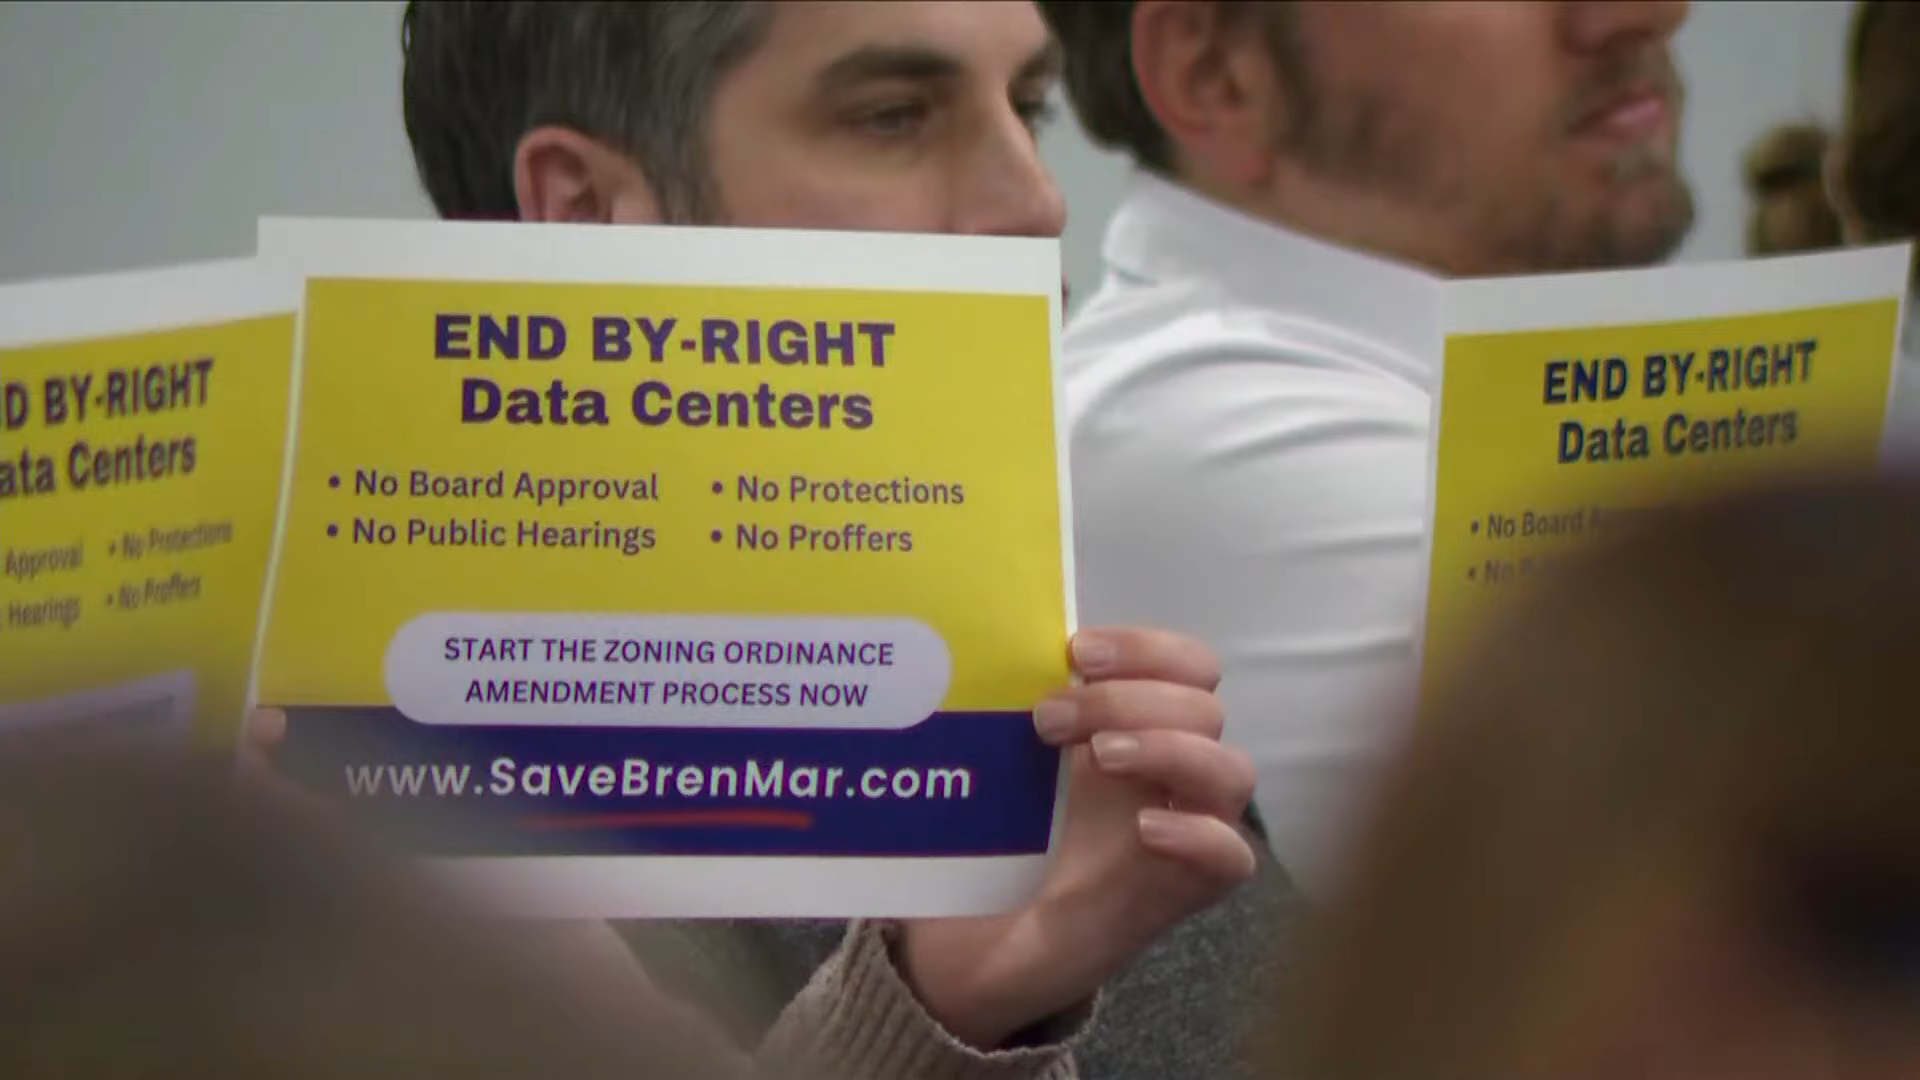 END BY-RIGHT
Data Centers
• No Board Approval
• No Public Hearings
• No Protections
• No Proffers
START THE ZONING ORDINANCE
AMENDMENT PROCESS NOW
www.SaveBrenMar.com
D BY-RIGHT
ata Centers
Approval
• No Protections
Hearings
• No Proffers
END BY-RIGHT
Data Centers
• No Board
• No